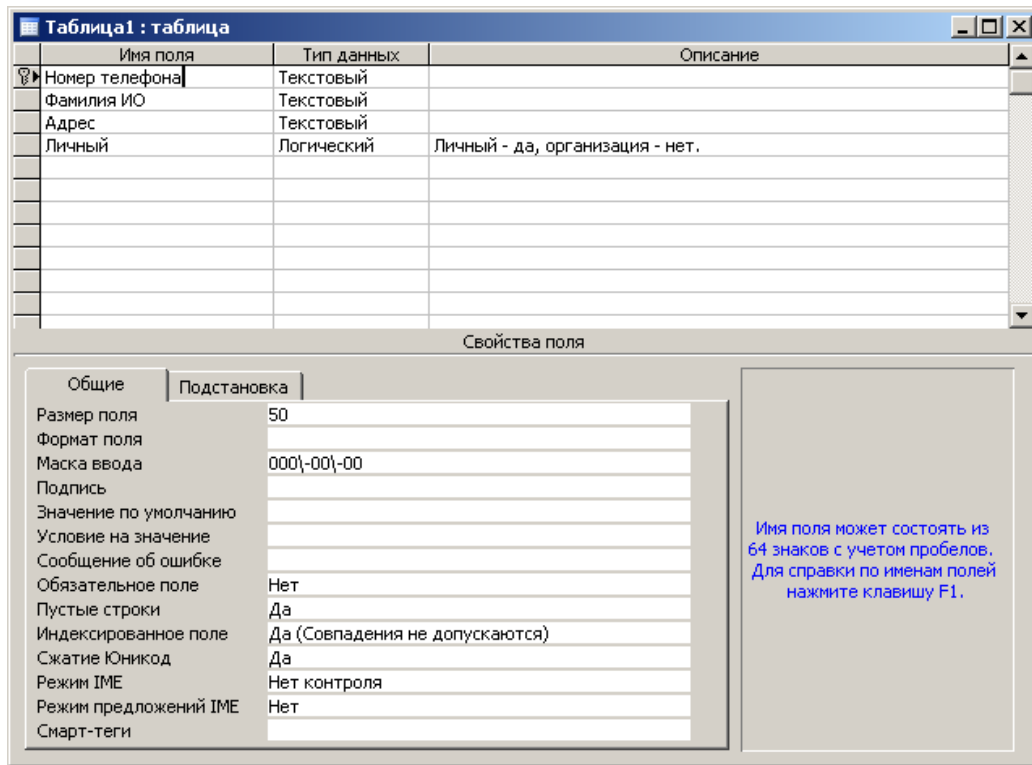 Таблица1 : таблица
Имя поля Тип данных Описание
Номер телефона Текстовый
Фамилия ИО Текстовый
Адрес Текстовый
Личный Логический Личный - да, организация - нет.
Свойства поля
Общие Подстановка
Размер поля 50
Формат поля
Маска ввода 000\-00\-00
Подпись
Значение по умолчанию
Условие на значение
Сообщение об ошибке
Обязательное поле Нет
Пустые строки Да
Индексированное поле Да (Совпадения не допускаются)
Сжатие Юникод Да
Режим IME Нет контроля
Режим предложений IME Нет
Смарт-теги
Имя поля может состоять из
64 знаков с учетом пробелов.
Для справки по именам полей
нажмите клавишу F1.